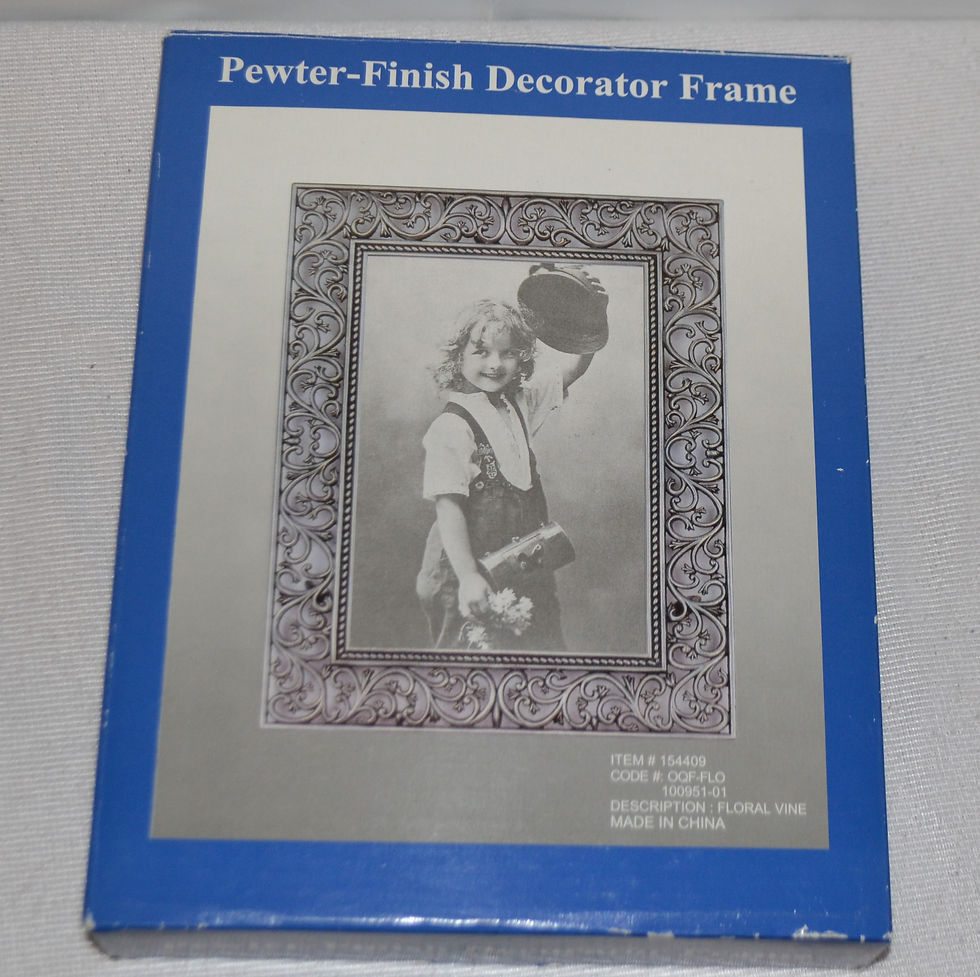 Pewter-Finish Decorator Frame
ITEM # 154409
CODE #: OQF-FLO
100951-01
DESCRIPTION : FLORAL VINE
MADE IN CHINA